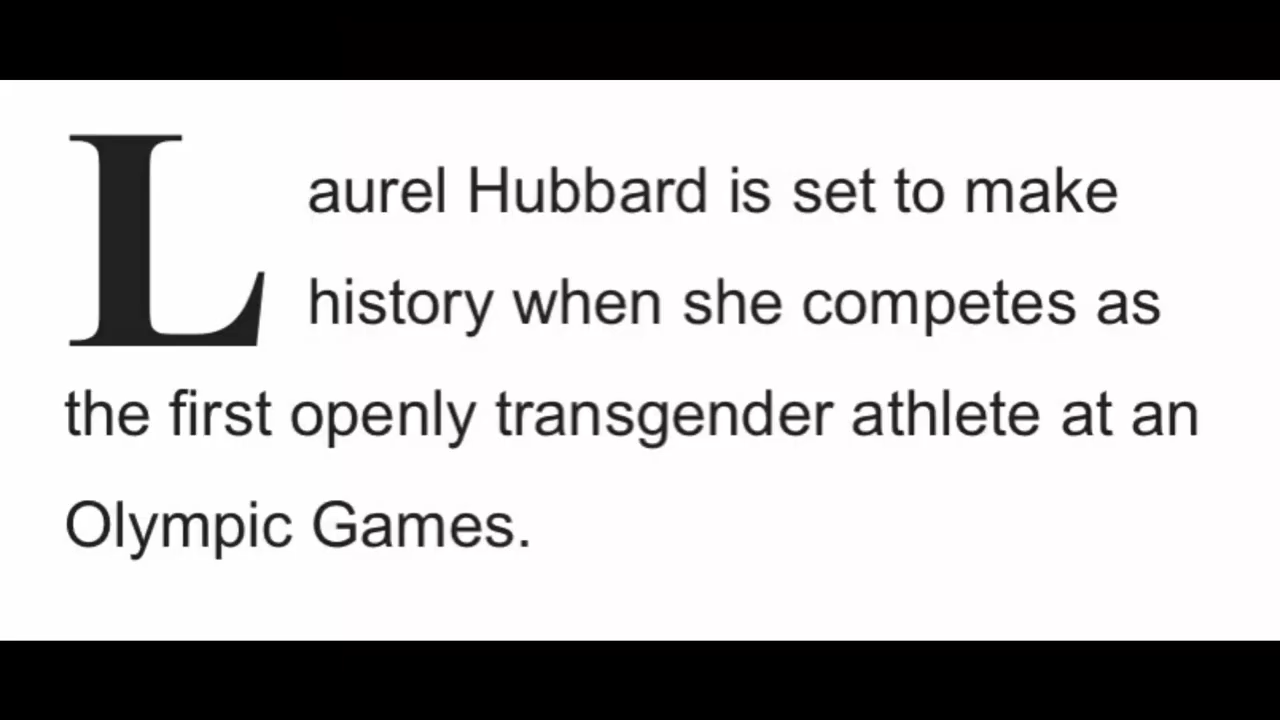 Laurel Hubbard is set to make
history when she competes as
the first openly transgender athlete at an
Olympic Games.